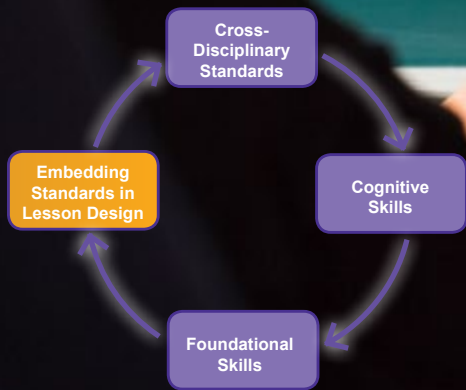 Cross-
Disciplinary
Standards
Embedding
Standards in
Lesson Design
Cognitive
Skills
Foundational
Skills